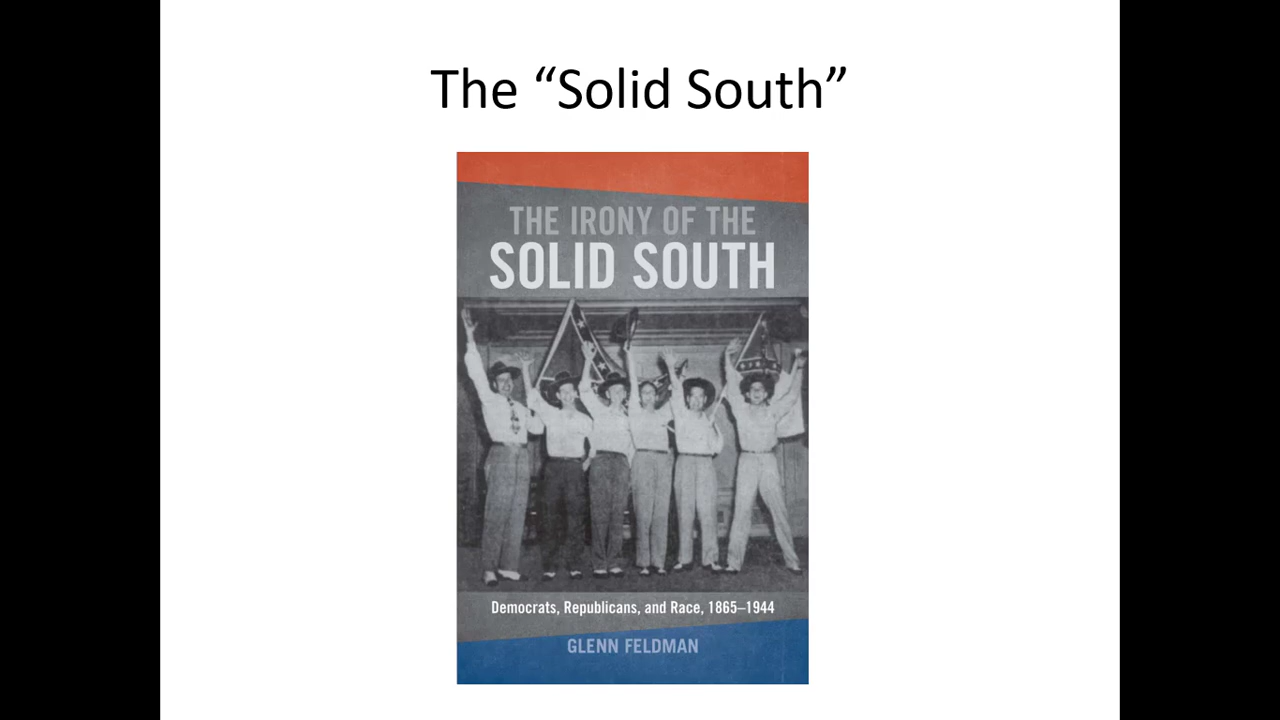 The “Solid South”
THE IRONY OF THE
SOLID SOUTH
Democrats, Republicans, and Race, 1865–1944
GLENN FELDMAN